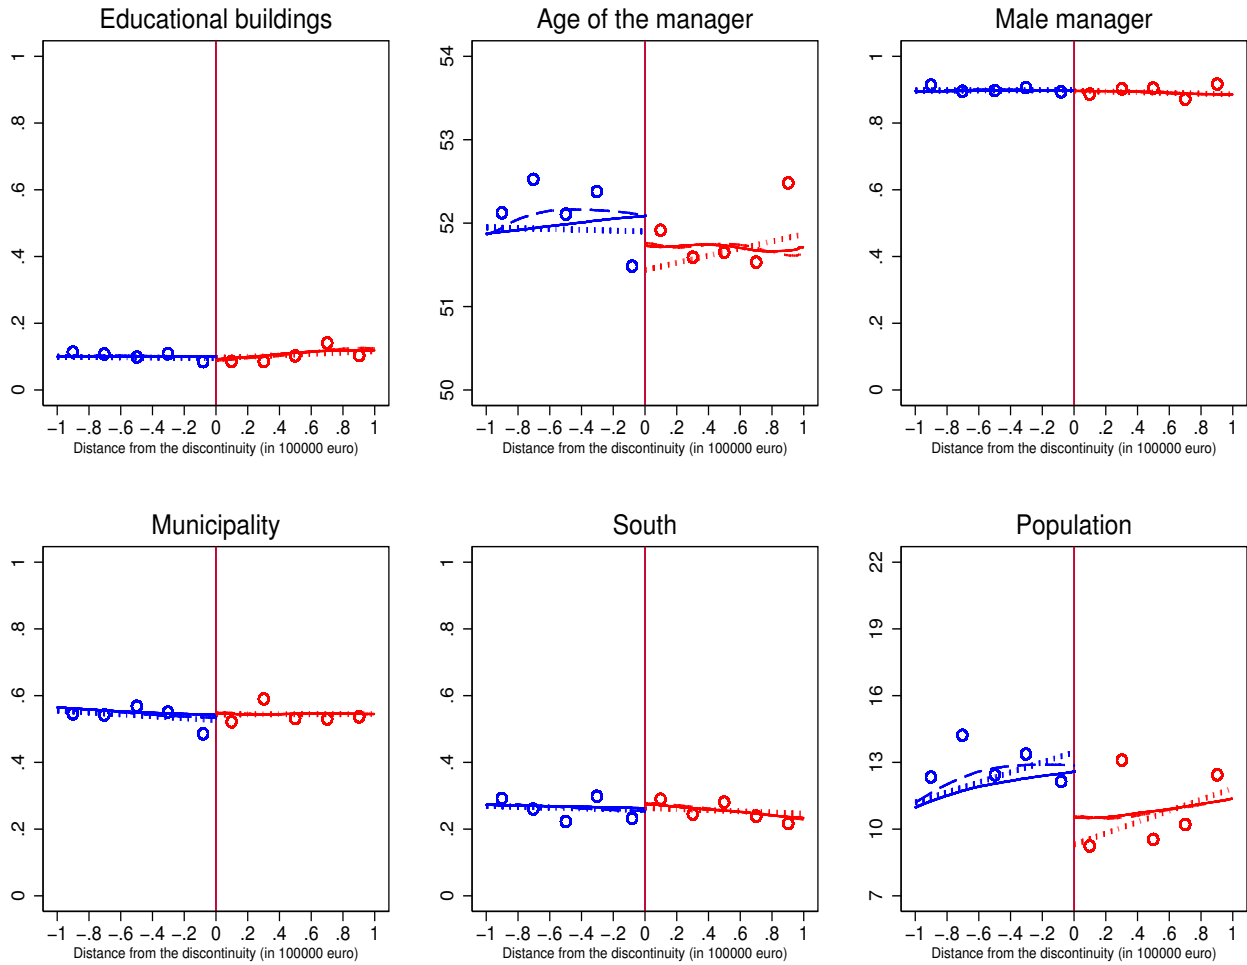 Educational buildings
0 .2 .4 .6 .8 1
−1 −.8 −.6 −.4 −.2 0 .2 .4 .6 .8 1
Distance from the discontinuity (in 100000 euro)
Age of the manager
50 51 52 53 54
−1 −.8 −.6 −.4 −.2 0 .2 .4 .6 .8 1
Distance from the discontinuity (in 100000 euro)
Male manager
0 .2 .4 .6 .8 1
−1 −.8 −.6 −.4 −.2 0 .2 .4 .6 .8 1
Distance from the discontinuity (in 100000 euro)
Municipality
0 .2 .4 .6 .8 1
−1 −.8 −.6 −.4 −.2 0 .2 .4 .6 .8 1
Distance from the discontinuity (in 100000 euro)
South
0 .2 .4 .6 .8 1
−1 −.8 −.6 −.4 −.2 0 .2 .4 .6 .8 1
Distance from the discontinuity (in 100000 euro)
Population
7 10 13 16 19 22
−1 −.8 −.6 −.4 −.2 0 .2 .4 .6 .8 1
Distance from the discontinuity (in 100000 euro)